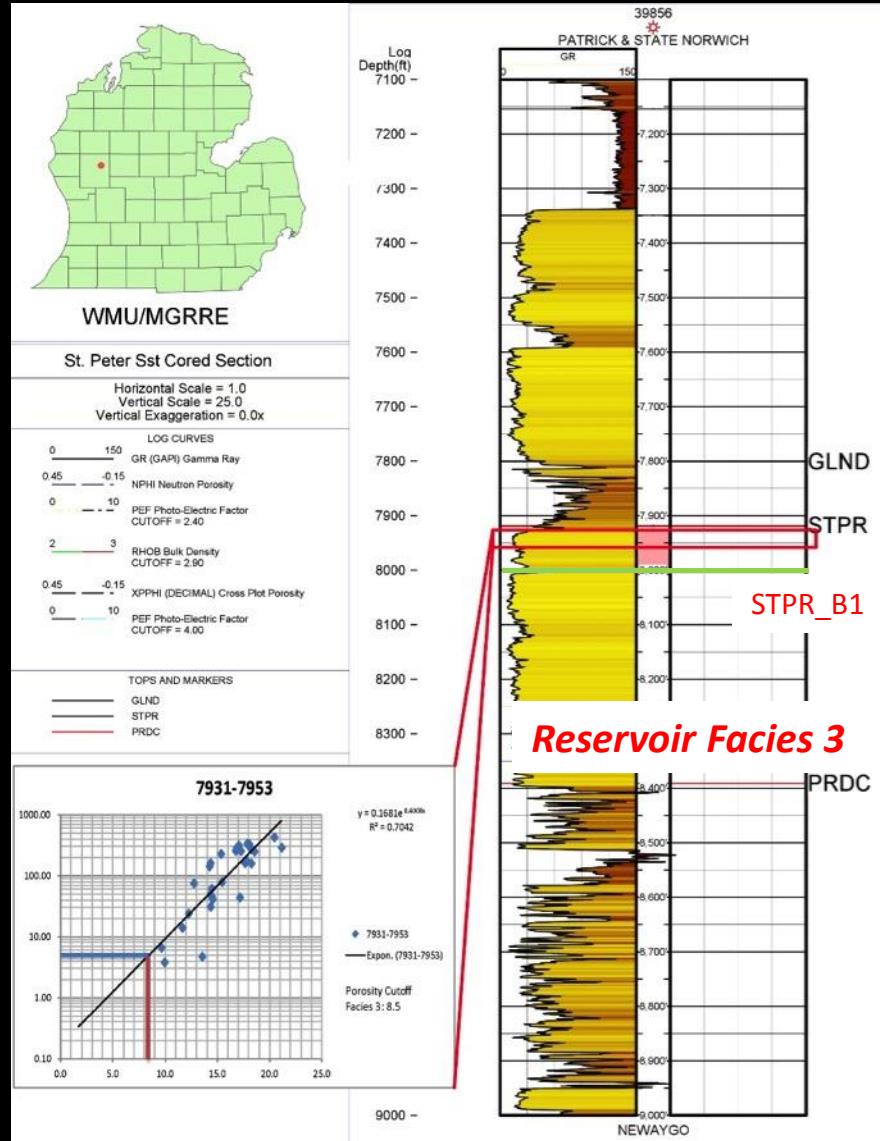 39856
PATRICK & STATE NORWICH
Log
Depth(ft)
GR
0 150
7100
7200
7300
7400
7500
7600
7700
7800
7900
8000
8100
8200
8300
9000
7,200'
7,300'
7,400'
7,500'
7,600'
7,700'
7,800'
7,900'
8,100'
8,200'
8,400'
8,500'
8,600'
8,700'
8,800'
8,900'
9,000'
GLND
STPR
STPR_B1
Reservoir Facies 3
PRDC
NEWAYGO
WMU/MGRRE
St. Peter Sst Cored Section
Horizontal Scale = 1.0
Vertical Scale = 25.0
Vertical Exaggeration = 0.0x
LOG CURVES
0 150 GR (GAPI) Gamma Ray
0.45 -0.15 NPHI Neutron Porosity
0 10 PEF Photo-Electric Factor
CUTOFF = 2.40
2 3 RHOB Bulk Density
CUTOFF = 2.90
0.45 -0.15 XPPHI (DECIMAL) Cross Plot Porosity
0 10 PEF Photo-Electric Factor
CUTOFF = 4.00
TOPS AND MARKERS
GLND
STPR
PRDC
7931-7953
y = 0.1681e
R² = 0.7042
1000.00
100.00
10.00
1.00
0.10
0.0 5.0 10.0 15.0 20.0 25.0
7931-7953
Expon. (7931-7953)
Porosity Cutoff
Facies 3: 8.5